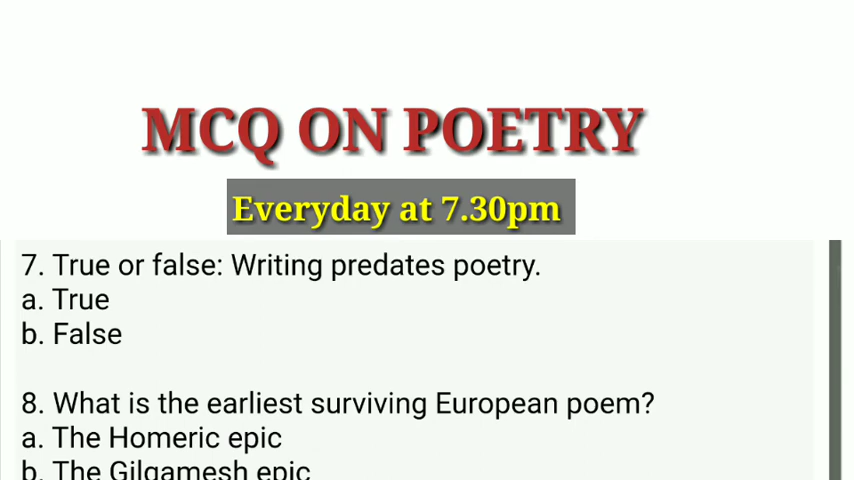 MCQ ON POETRY
Everyday at 7.30pm
7. True or false: Writing predates poetry.
a. True
b. False
8. What is the earliest surviving European poem?
a. The Homeric epic
b. The Gilgamesh epic